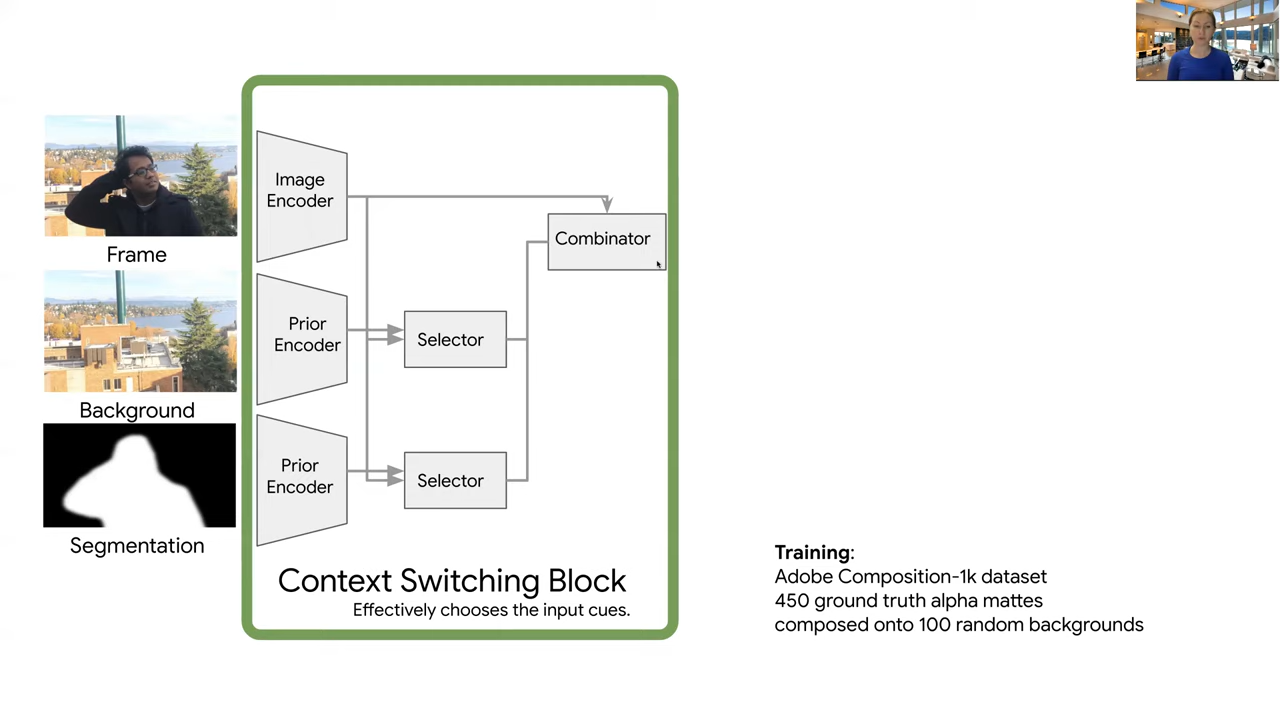 Frame
Background
Segmentation
Image
Encoder
Prior
Encoder
Prior
Encoder
Selector
Selector
Combinator
Context Switching Block
Effectively chooses the input cues.
Training:
Adobe Composition-1k dataset
450 ground truth alpha mattes
composed onto 100 random backgrounds